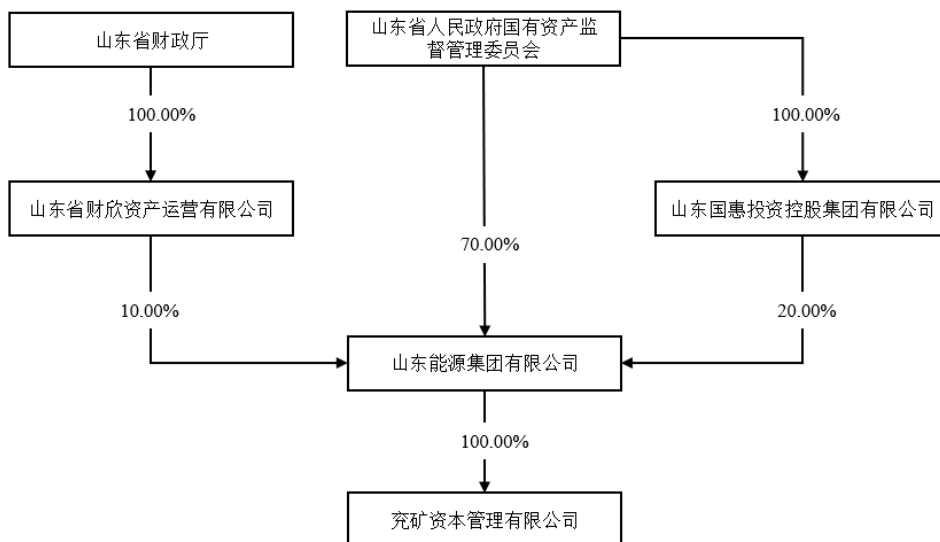 山东省财政厅
山东省人民政府国有资产监
督管理委员会
100.00%
100.00%
山东省财欣资产运营有限公司
山东国惠投资控股集团有限公司
70.00%
10.00%
20.00%
山东能源集团有限公司
100.00%
兖矿资本管理有限公司